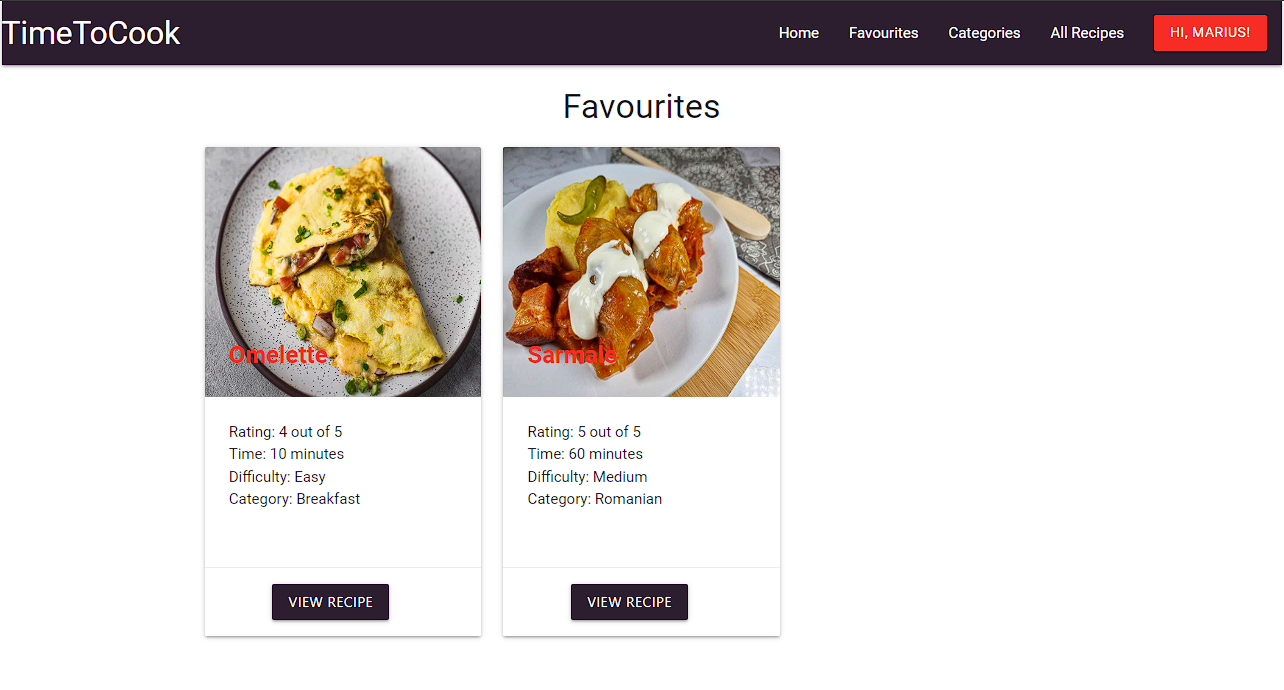 TimeToCook
Home Favourites Categories All Recipes HI, MARIUS!
Favourites
Omelette
Rating: 4 out of 5
Time: 10 minutes
Difficulty: Easy
Category: Breakfast
VIEW RECIPE
Sarmale
Rating: 5 out of 5
Time: 60 minutes
Difficulty: Medium
Category: Romanian
VIEW RECIPE